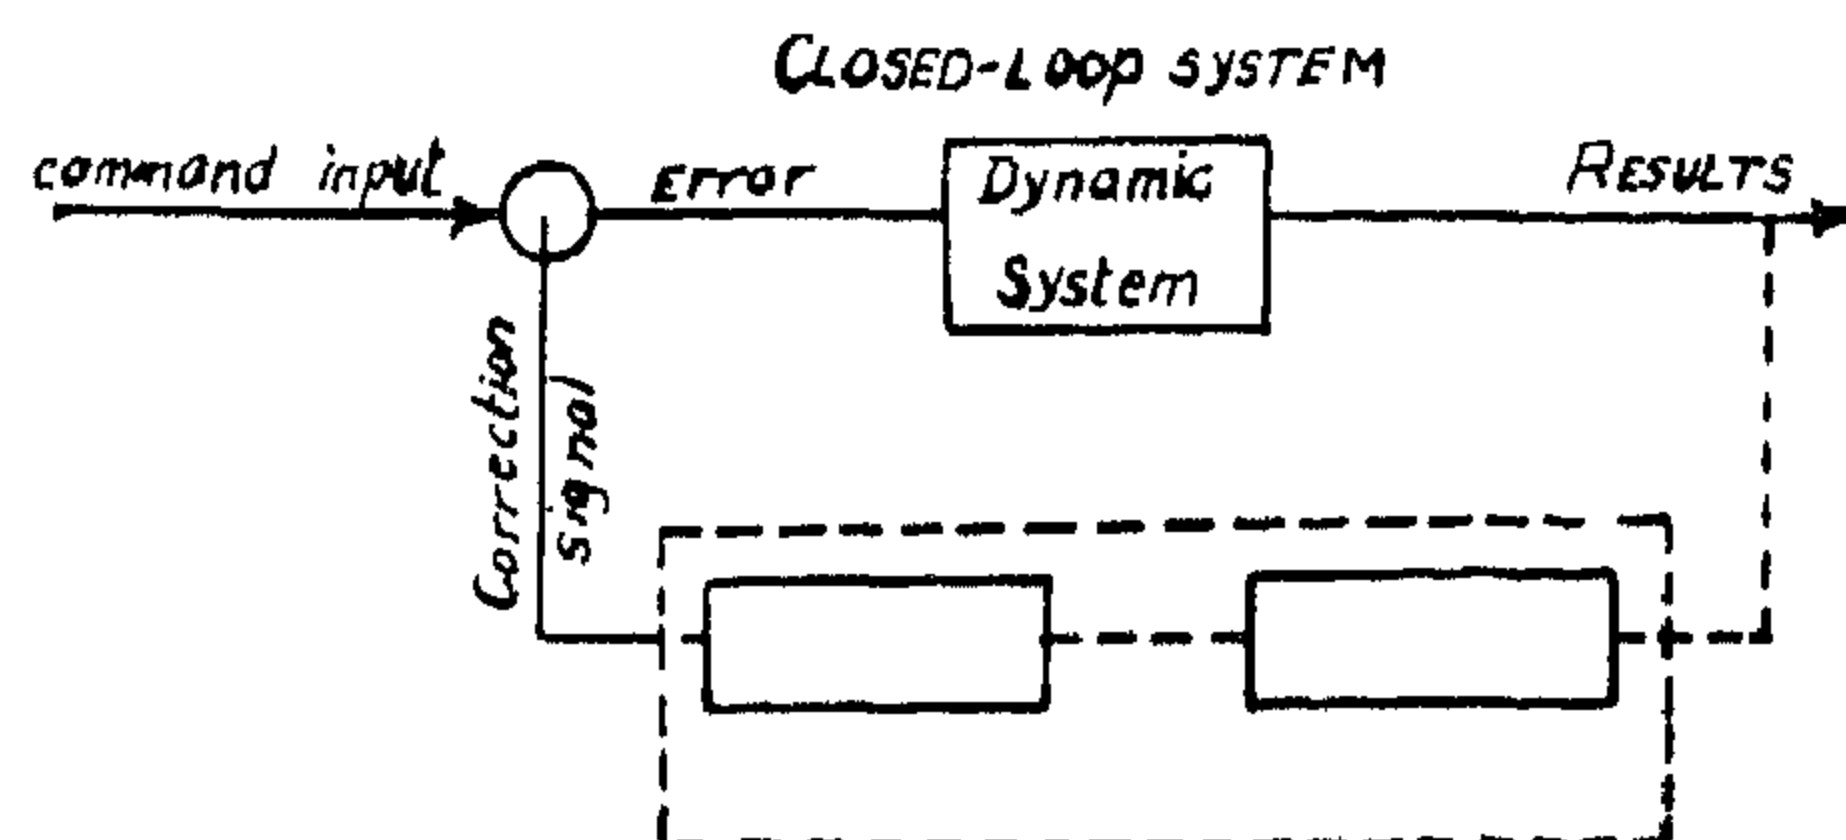 CLOSED-LOOP SYSTEM
command input
Error
Dynamic
System
RESULTS
Correction
signal